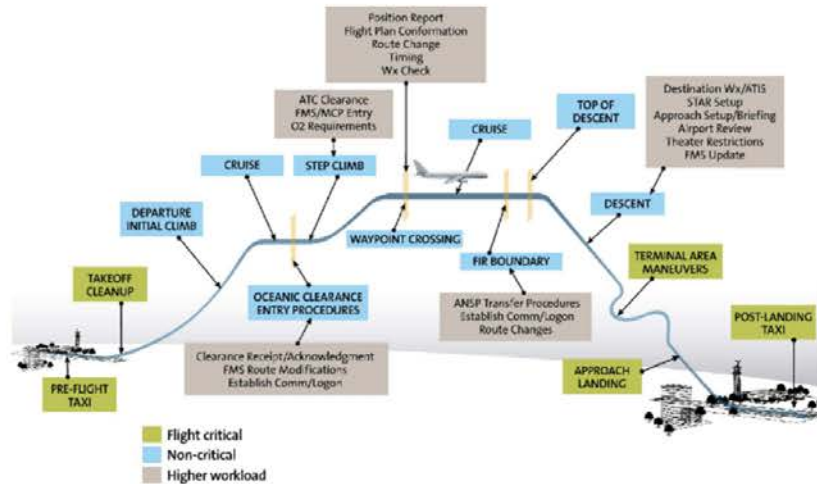 Position Report
Flight Plan Conformation
Route Change
Timing
Wx Check
ATC Clearance
FMS/MCP Entry
O2 Requirements
Destination Wx/ATIS
STAR Setup
Approach Setup/Briefing
Airport Review
Theater Restrictions
FMS Update
TOP OF
DESCENT
CRUISE
CRUISE
STEP CLIMB
DEPARTURE
INITIAL CLIMB
WAYPOINT CROSSING
DESCENT
FIR BOUNDARY
TERMINAL AREA
MANEUVERS
TAKEOFF
CLEANUP
OCEANIC CLEARANCE
ENTRY PROCEDURES
ANSP Transfer Procedures
Establish Comm/Logon
Route Changes
POST-LANDING
TAXI
Clearance Receipt/Acknowledgment
FMS Route Modifications
Establish Comm/Logon
APPROACH
LANDING
PRE-FLIGHT
TAXI
Flight critical
Non-critical
Higher workload